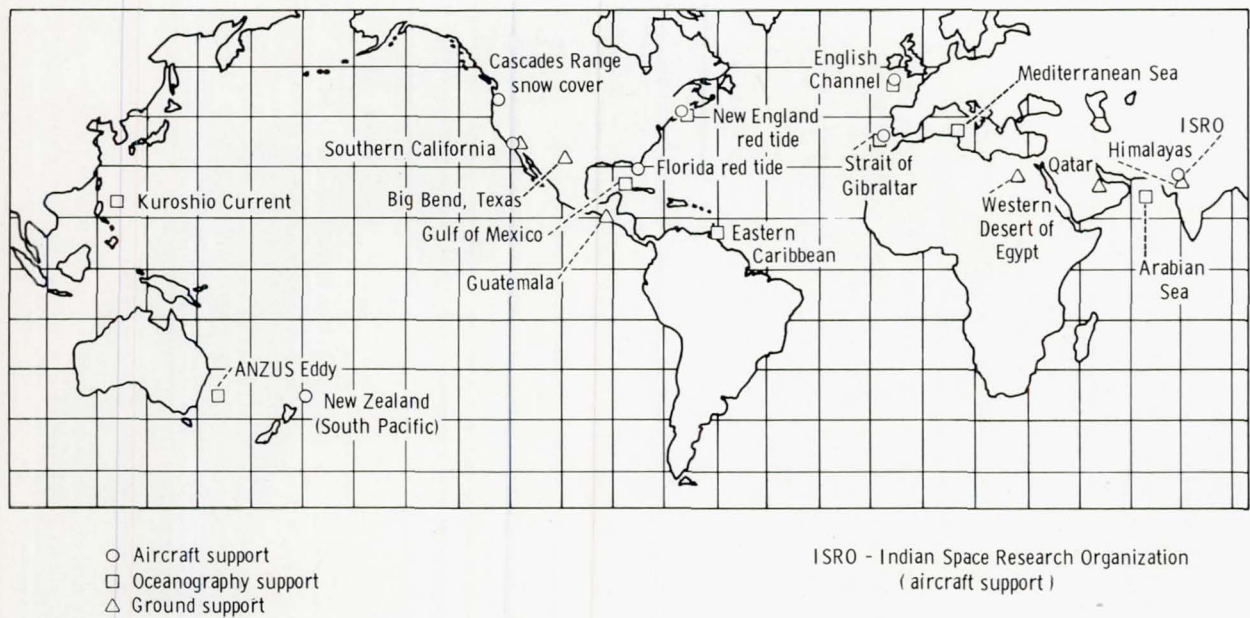 Cascades Range
snow cover
English
Channel
Mediterranean Sea
New England
red tide
ISRO
Southern California
Himalayas
Florida red tide
Strait of
Gibraltar
Qatar
Kuroshio Current
Big Bend, Texas
Western
Desert of
Egypt
Gulf of Mexico
Eastern
Caribbean
Guatemala
Arabian
Sea
ANZUS Eddy
New Zealand
(South Pacific)
Aircraft support
Oceanography support
Ground support
ISRO - Indian Space Research Organization
(aircraft support)